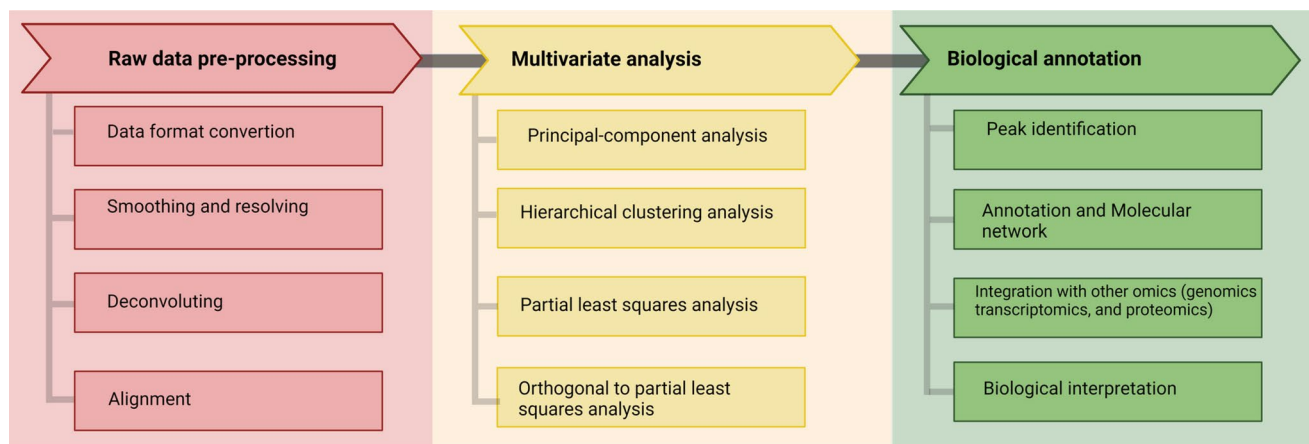 Raw data pre-processing
Data format convertion
Smoothing and resolving
Deconvoluting
Alignment
Multivariate analysis
Principal-component analysis
Hierarchical clustering analysis
Partial least squares analysis
Orthogonal to partial least
squares analysis
Biological annotation
Peak identification
Annotation and Molecular
network
Integration with other omics (genomics
transcriptomics, and proteomics)
Biological interpretation